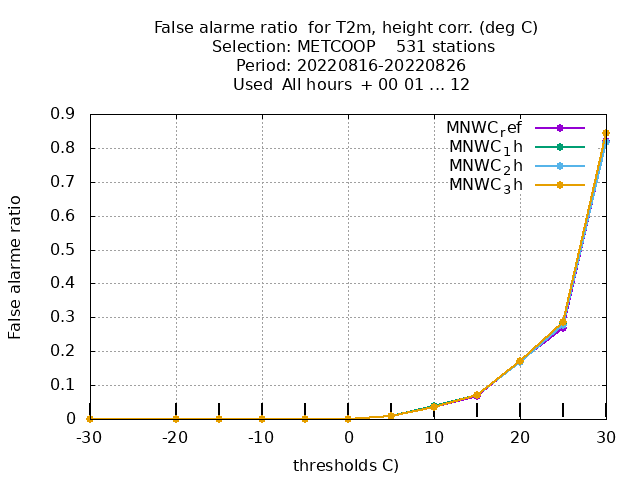 False alarme ratio  for T2m, height corr. (deg C)
Selection: METCOOP    531 stations
Period: 20220816-20220826
Used  All hours  + 00 01 ... 12
MNWC_ref
MNWC_1h
MNWC_2h
MNWC_3h
False alarme ratio
0.9
0.8
0.7
0.6
0.5
0.4
0.3
0.2
0.1
0
-30 -20 -10 0 10 20 30
thresholds C)